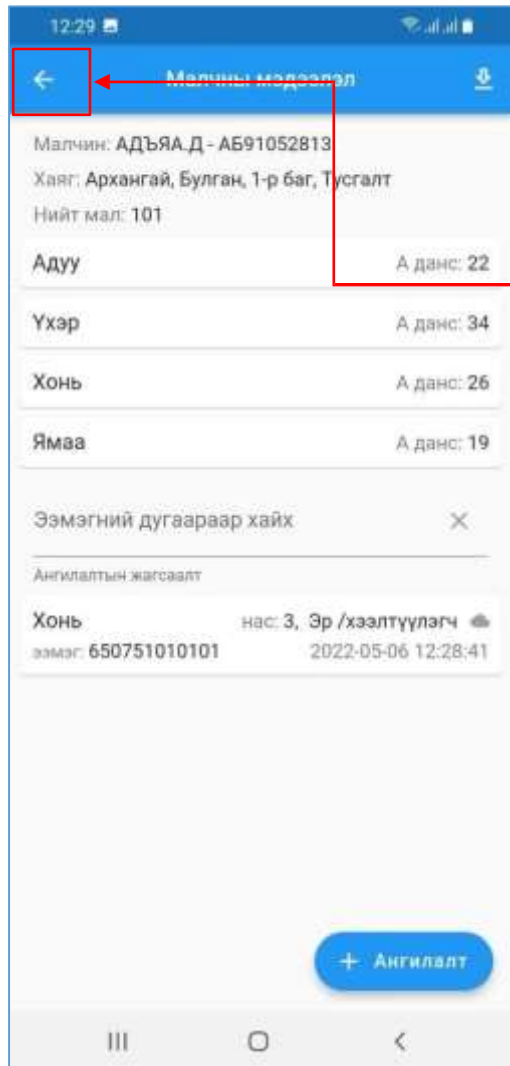 12:29
Малчны мэдээлэл
Малчин: АДЪЯА.Д - АБ91052813
Хаяг: Архангай, Булган, 1-р баг, Тусгалт
Нийт мал: 101
Адуу А данс: 22
Үхэр А данс: 34
Хонь А данс: 26
Ямаа А данс: 19
Ээмэгний дугаараар хайх
Ангилалтын жагсаалт
Хонь нас: 3, Эр /хээлтүүлэгч
ээмэг: 650751010101 2022-05-06 12:28:41
+ Ангилалт